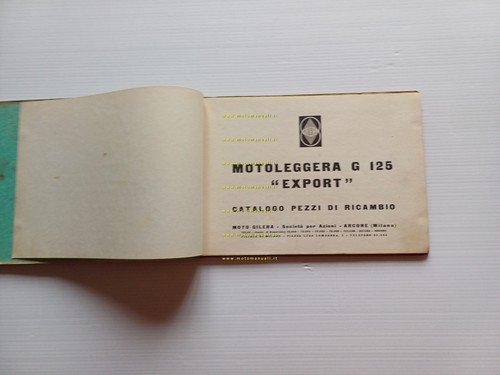 MOTOLEGGERA G 125
"EXPORT"
CATALOGO PEZZI DI RICAMBIO
MOTO GILERA - Società per Azioni - ARCORE (Milano)
www.motomanuali.it